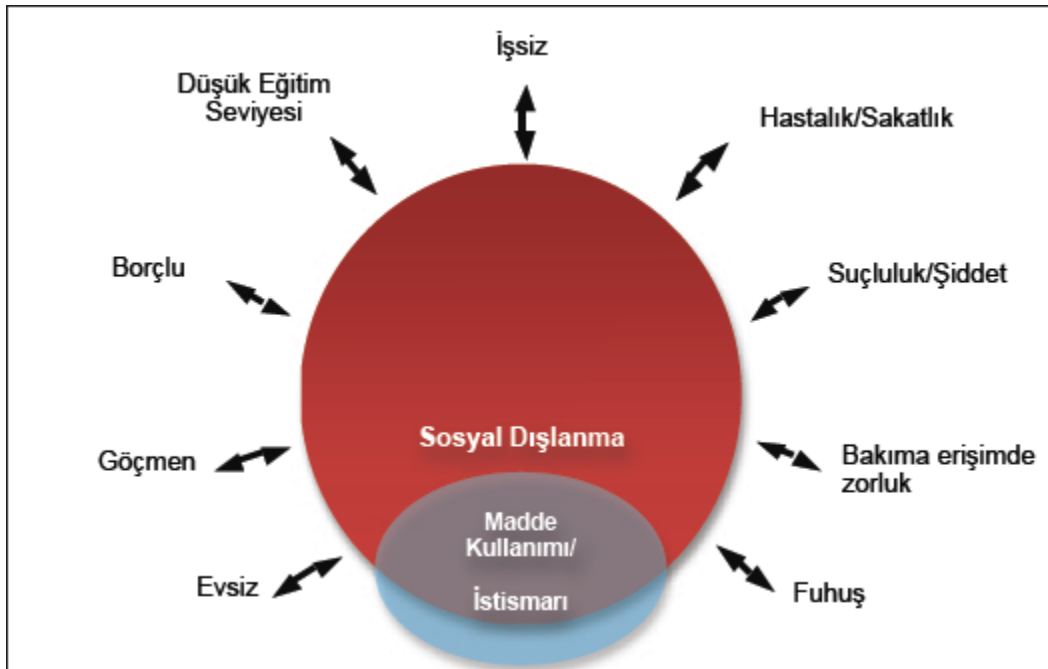 İşsiz
Düşük Eğitim
Seviyesi
Hastalık/Sakatlık
Borçlu
Suçluluk/Şiddet
Sosyal Dışlanma
Göçmen
Bakıma erişimde
zorluk
Madde
Kullanımı/
İstismarı
Evsiz
Fuhuş